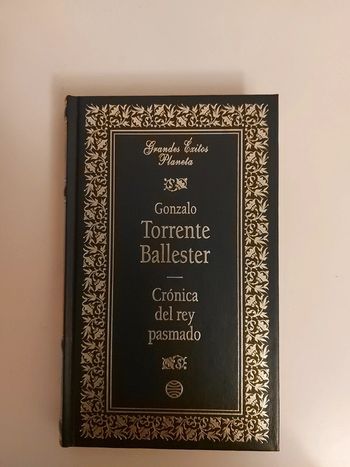 Grandes Éxitos
Planeta
Gonzalo
Torrente
Ballester
Crónica
del rey
pasmado